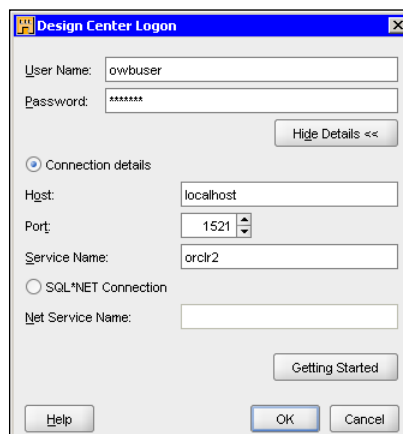 Design Center Logon
User Name: owbuser
Password: *******
Hide Details <<
Connection details
Host: localhost
Port: 1521
Service Name: orclr2
SQL*NET Connection
Net Service Name:
Getting Started
Help OK Cancel